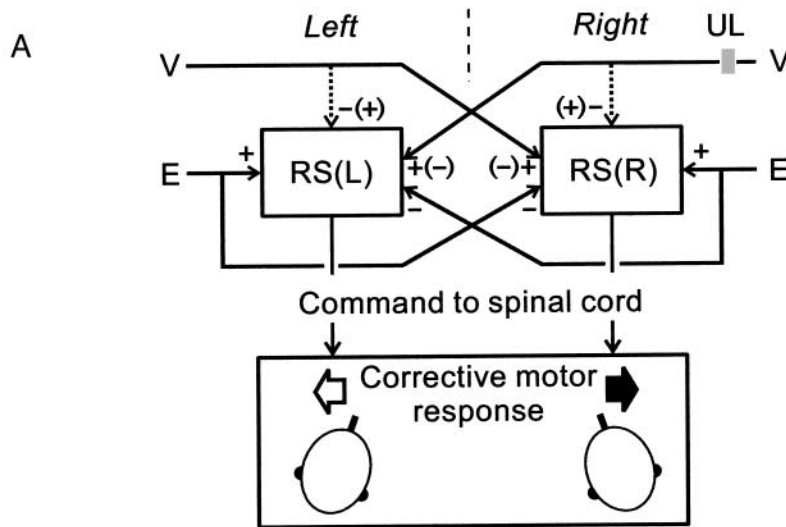 A
Left
Right
UL
V
V
−(+)
(+)−
E
+
RS(L)
+(−)
(−)+
RS(R)
+
E
−
−
Command to spinal cord
Corrective motor
response